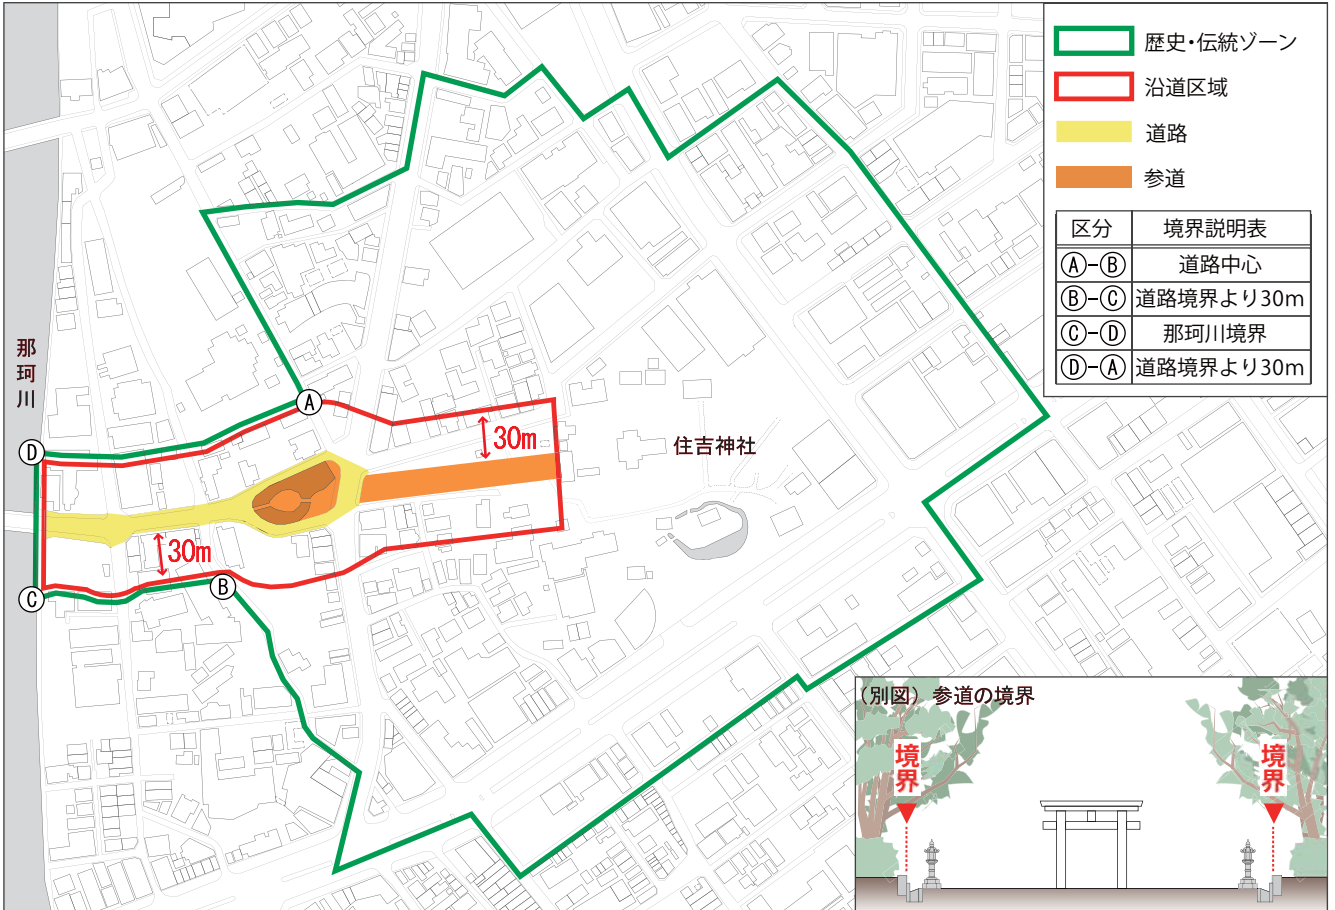 歴史・伝統ゾーン
沿道区域
道路
参道
区分 境界説明表
Ⓐ-Ⓑ 道路中心
Ⓑ-Ⓒ 道路境界より30m
Ⓒ-Ⓓ 那珂川境界
Ⓓ-Ⓐ 道路境界より30m
那珂川
A
D
30m
住吉神社
30m
B
C
(別図) 参道の境界
境界
境界